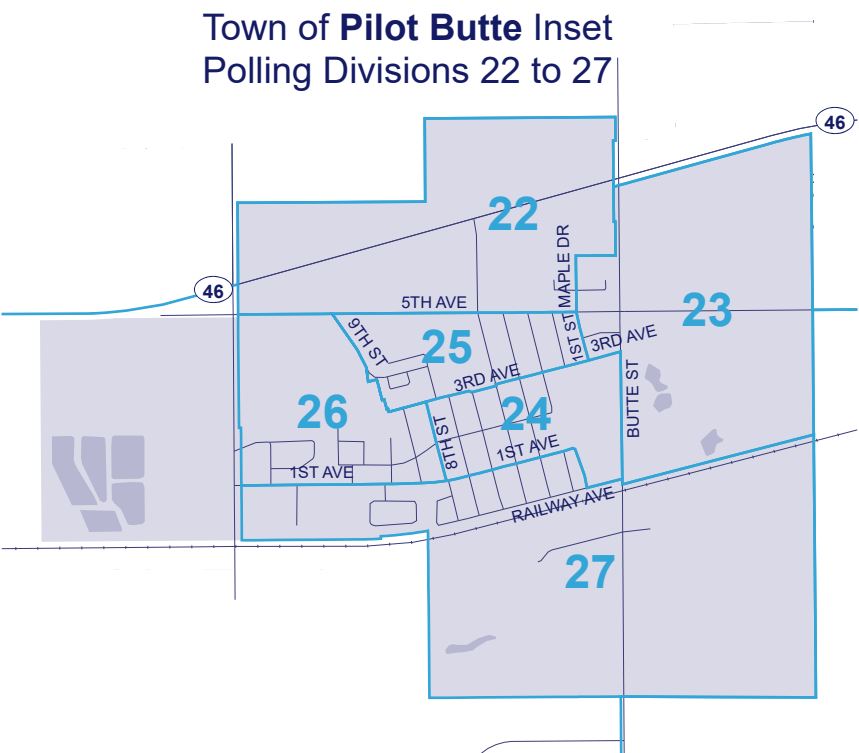 Town of Pilot Butte Inset
Polling Divisions 22 to 27
46
22
MAPLE DR
46
5TH AVE
23
9TH ST
25
1ST ST
3RD AVE
3RD AVE
26
24
BUTTE ST
8TH ST
1ST AVE
1ST AVE
RAILWAY AVE
27